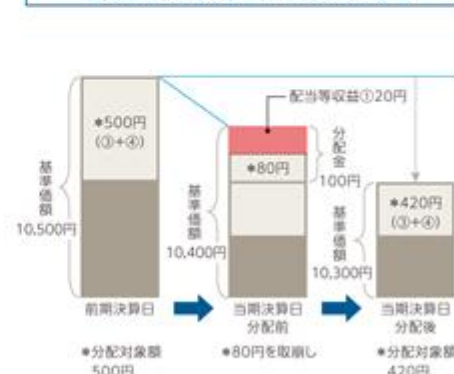 配当等収益①20円
*500円
(③+④)
*80円
分配金
100円
*420円
(③+④)
基準価額
10,500円
基準価額
10,400円
基準価額
10,300円
前期決算日
当期決算日
分配前
当期決算日
分配後
*分配対象額
500円
*80円を取崩し
*分配対象額
420円